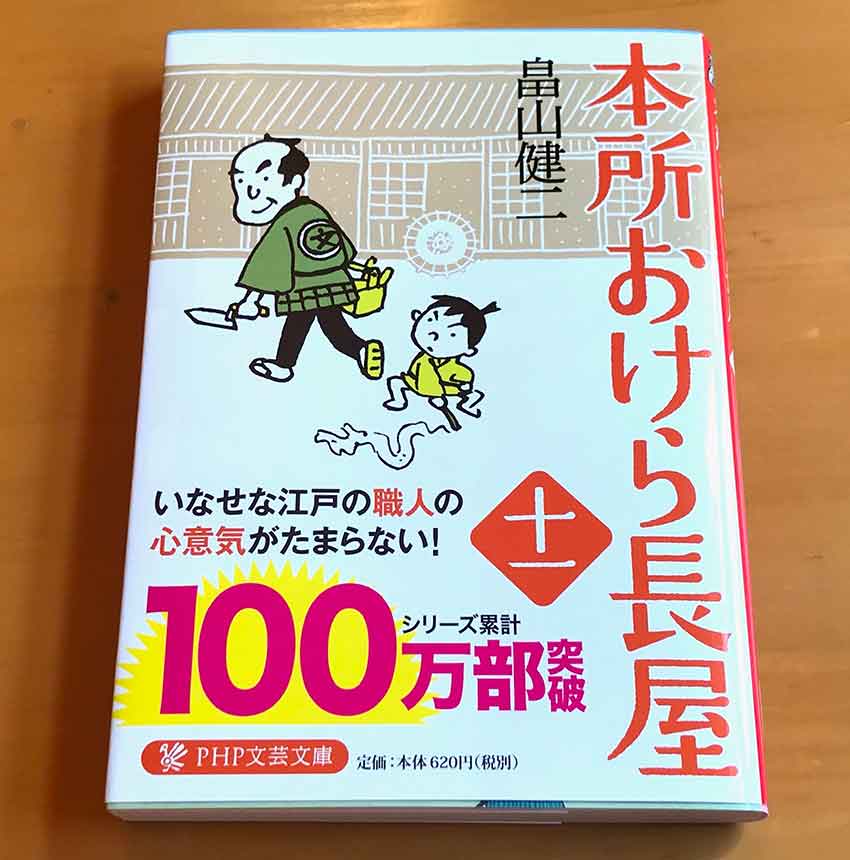 本所おけら長屋
十一
畠山健二
いなせな江戸の職人の
心意気がたまらない!
シリーズ累計
100万部突破
PHP文芸文庫
定価:本体620円(税別)